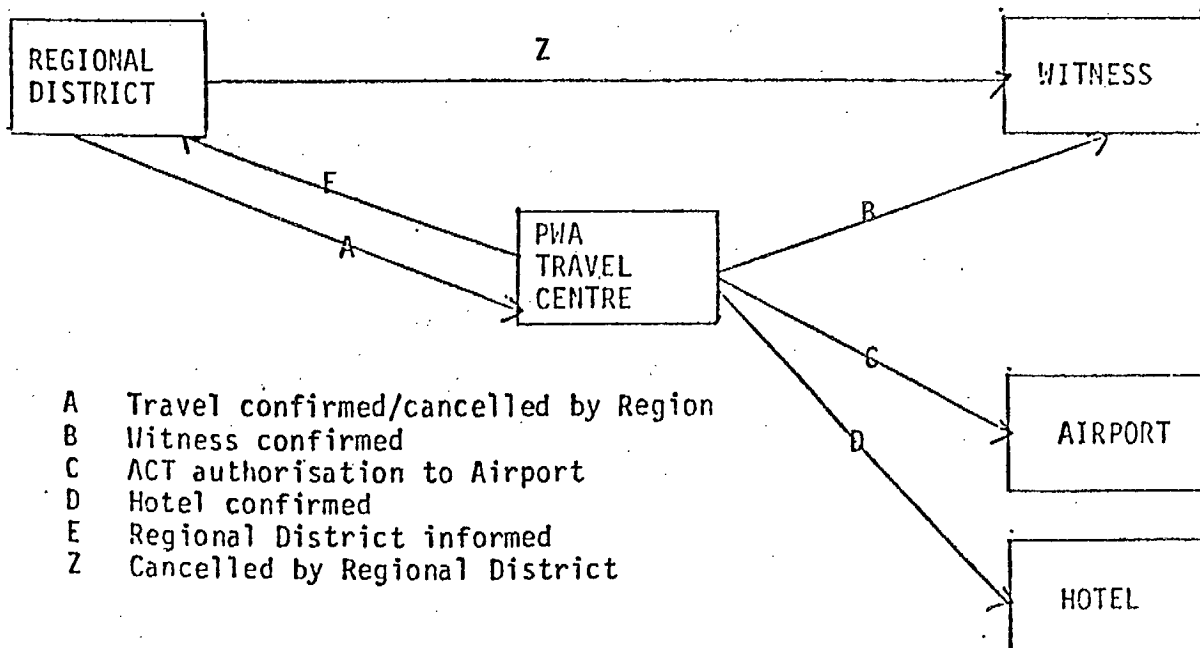 Z
REGIONAL
DISTRICT
WITNESS
E
A
B
PWA
TRAVEL
CENTRE
C
D
AIRPORT
HOTEL
A Travel confirmed/cancelled by Region
B Witness confirmed
C ACT authorisation to Airport
D Hotel confirmed
E Regional District informed
Z Cancelled by Regional District